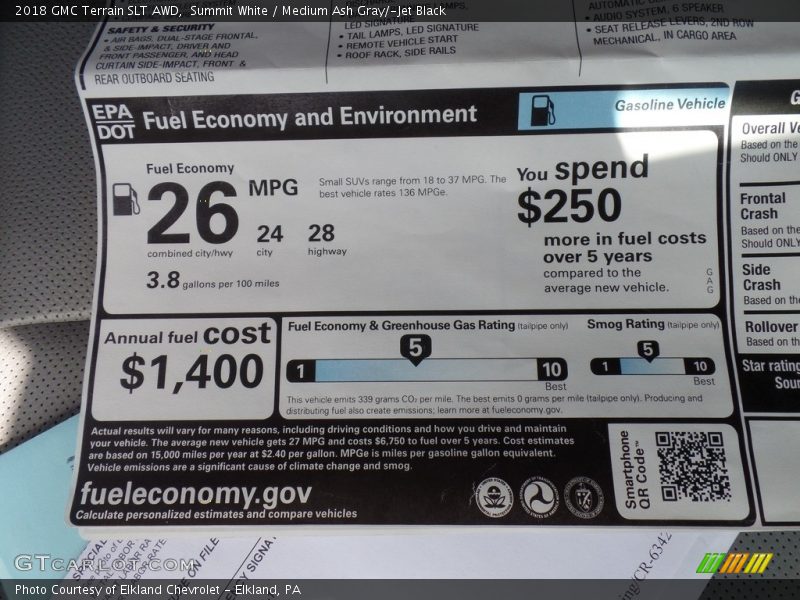 2018 GMC Terrain SLT AWD, , Summit White / Medium Ash Gray/­Jet Black
SAFETY & SECURITY
• AIR BAGS, DUAL-STAGE FRONTAL,
& SIDE-IMPACT, DRIVER AND
FRONT PASSENGER, AND HEAD
CURTAIN SIDE-IMPACT, FRONT &
REAR OUTBOARD SEATING
LED SIGNATURE
• TAIL LAMPS, LED SIGNATURE
• REMOTE VEHICLE START
• ROOF RACK, SIDE RAILS
• AUDIO SYSTEM, 6 SPEAKER
• SEAT RELEASE LEVERS, 2ND ROW
MECHANICAL, IN CARGO AREA
EPA
DOT
Fuel Economy and Environment
Gasoline Vehicle
Fuel Economy
26 MPG
combined city/hwy
24
city
28
highway
3.8 gallons per 100 miles
Small SUVs range from 18 to 37 MPG. The
best vehicle rates 136 MPGe.
You spend
$250
more in fuel costs
over 5 years
compared to the
average new vehicle.
G
A
G
Annual fuel cost
$1,400
Fuel Economy & Greenhouse Gas Rating (tailpipe only)
5
1
10
Best
Smog Rating (tailpipe only)
5
1
10
Best
This vehicle emits 339 grams CO₂ per mile. The best emits 0 grams per mile (tailpipe only). Producing and
distributing fuel also create emissions; learn more at fueleconomy.gov.
Actual results will vary for many reasons, including driving conditions and how you drive and maintain
your vehicle. The average new vehicle gets 27 MPG and costs $6,750 to fuel over 5 years. Cost estimates
are based on 15,000 miles per year at $2.40 per gallon. MPGe is miles per gasoline gallon equivalent.
Vehicle emissions are a significant cause of climate change and smog.
fueleconomy.gov
Calculate personalized estimates and compare vehicles
Smartphone
QR Code™
Overall Ve
Based on the
Should ONLY
Frontal
Crash
Based on the
Should ONLY
Side
Crash
Based on the
Rollover
Based on the
Star rating
Sour
SPECIAL
ON FILE
SIGNA
ing/CR-6342
GTCARLOT.COM
Photo Courtesy of Elkland Chevrolet - Elkland, PA